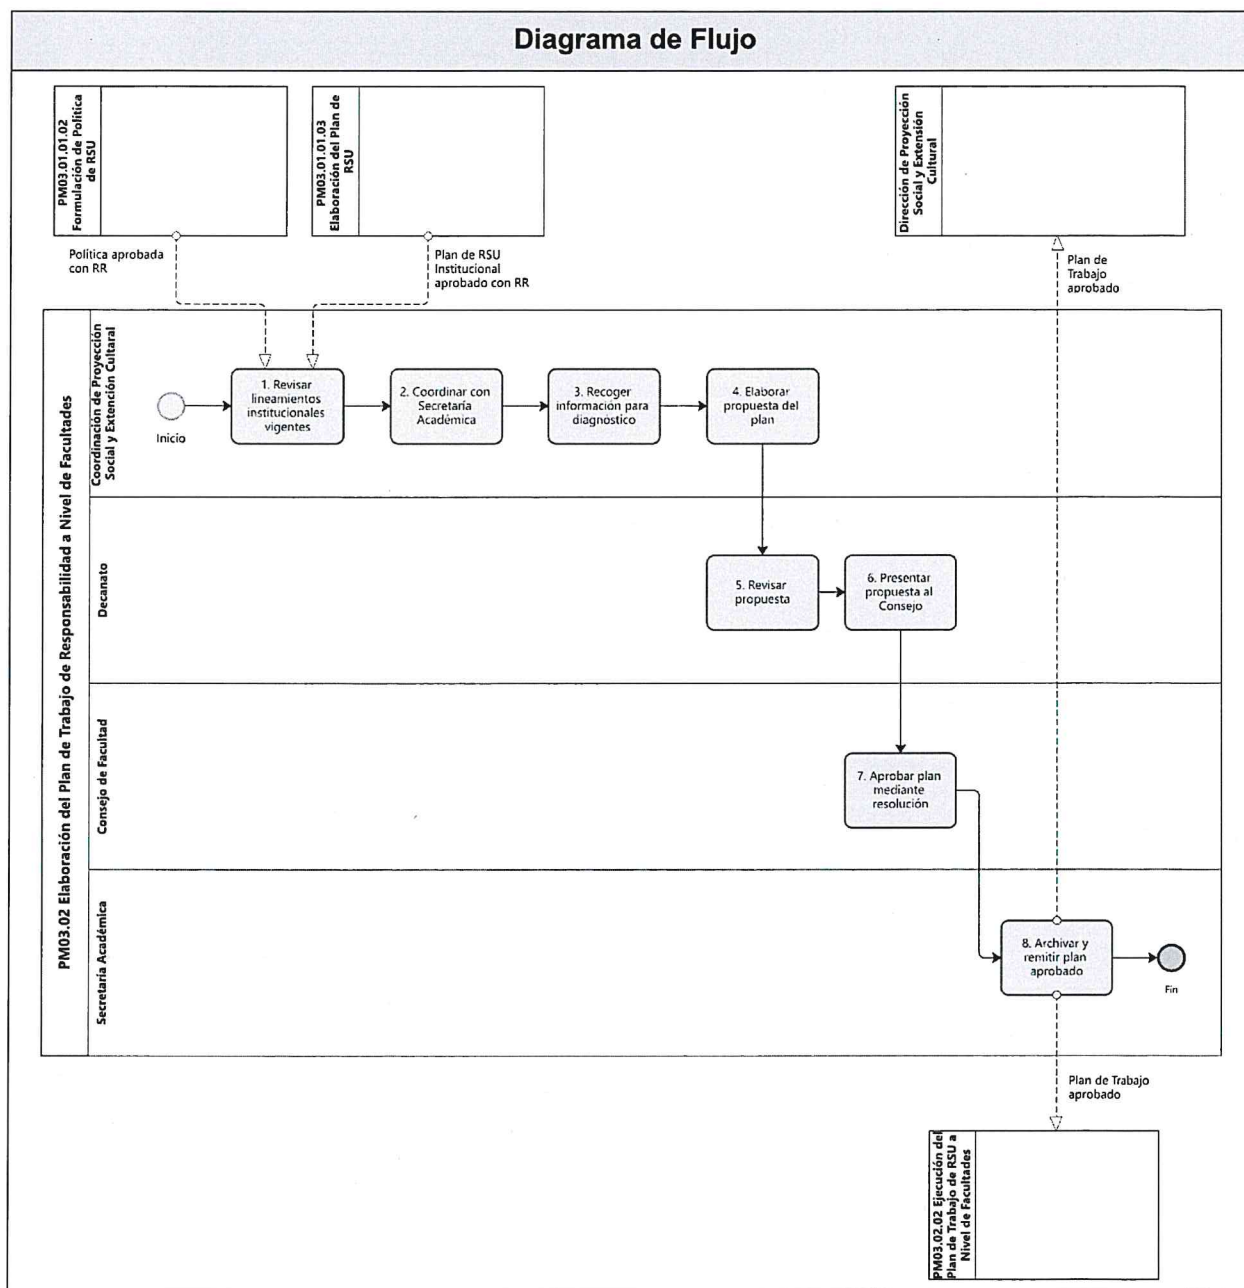 Diagrama de Flujo
PM03.01.01.02
Formulación de Política
de RSU
PM03.01.01.03
Elaboración del Plan de
RSU
Dirección de Proyección
Social y Extensión
Cultural
Política aprobada
con RR
Plan de RSU
Institucional
aprobado con RR
Plan de
Trabajo
aprobado
PM03.02 Elaboración del Plan de Trabajo de Responsabilidad a Nivel de Facultades
Coordinación de Proyección
Social y Extención Cultaral
Inicio
1. Revisar
lineamientos
institucionales
vigentes
2. Coordinar con
Secretaría
Académica
3. Recoger
información para
diagnóstico
4. Elaborar
propuesta del
plan
Decanato
5. Revisar
propuesta
6. Presentar
propuesta al
Consejo
Consejo de Facultad
7. Aprobar plan
mediante
resolución
Secretaría Académica
8. Archivar y
remitir plan
aprobado
Fin
Plan de Trabajo
aprobado
PM03.02.02 Ejecución del
Plan de Trabajo de RSU a
Nivel de Facultades